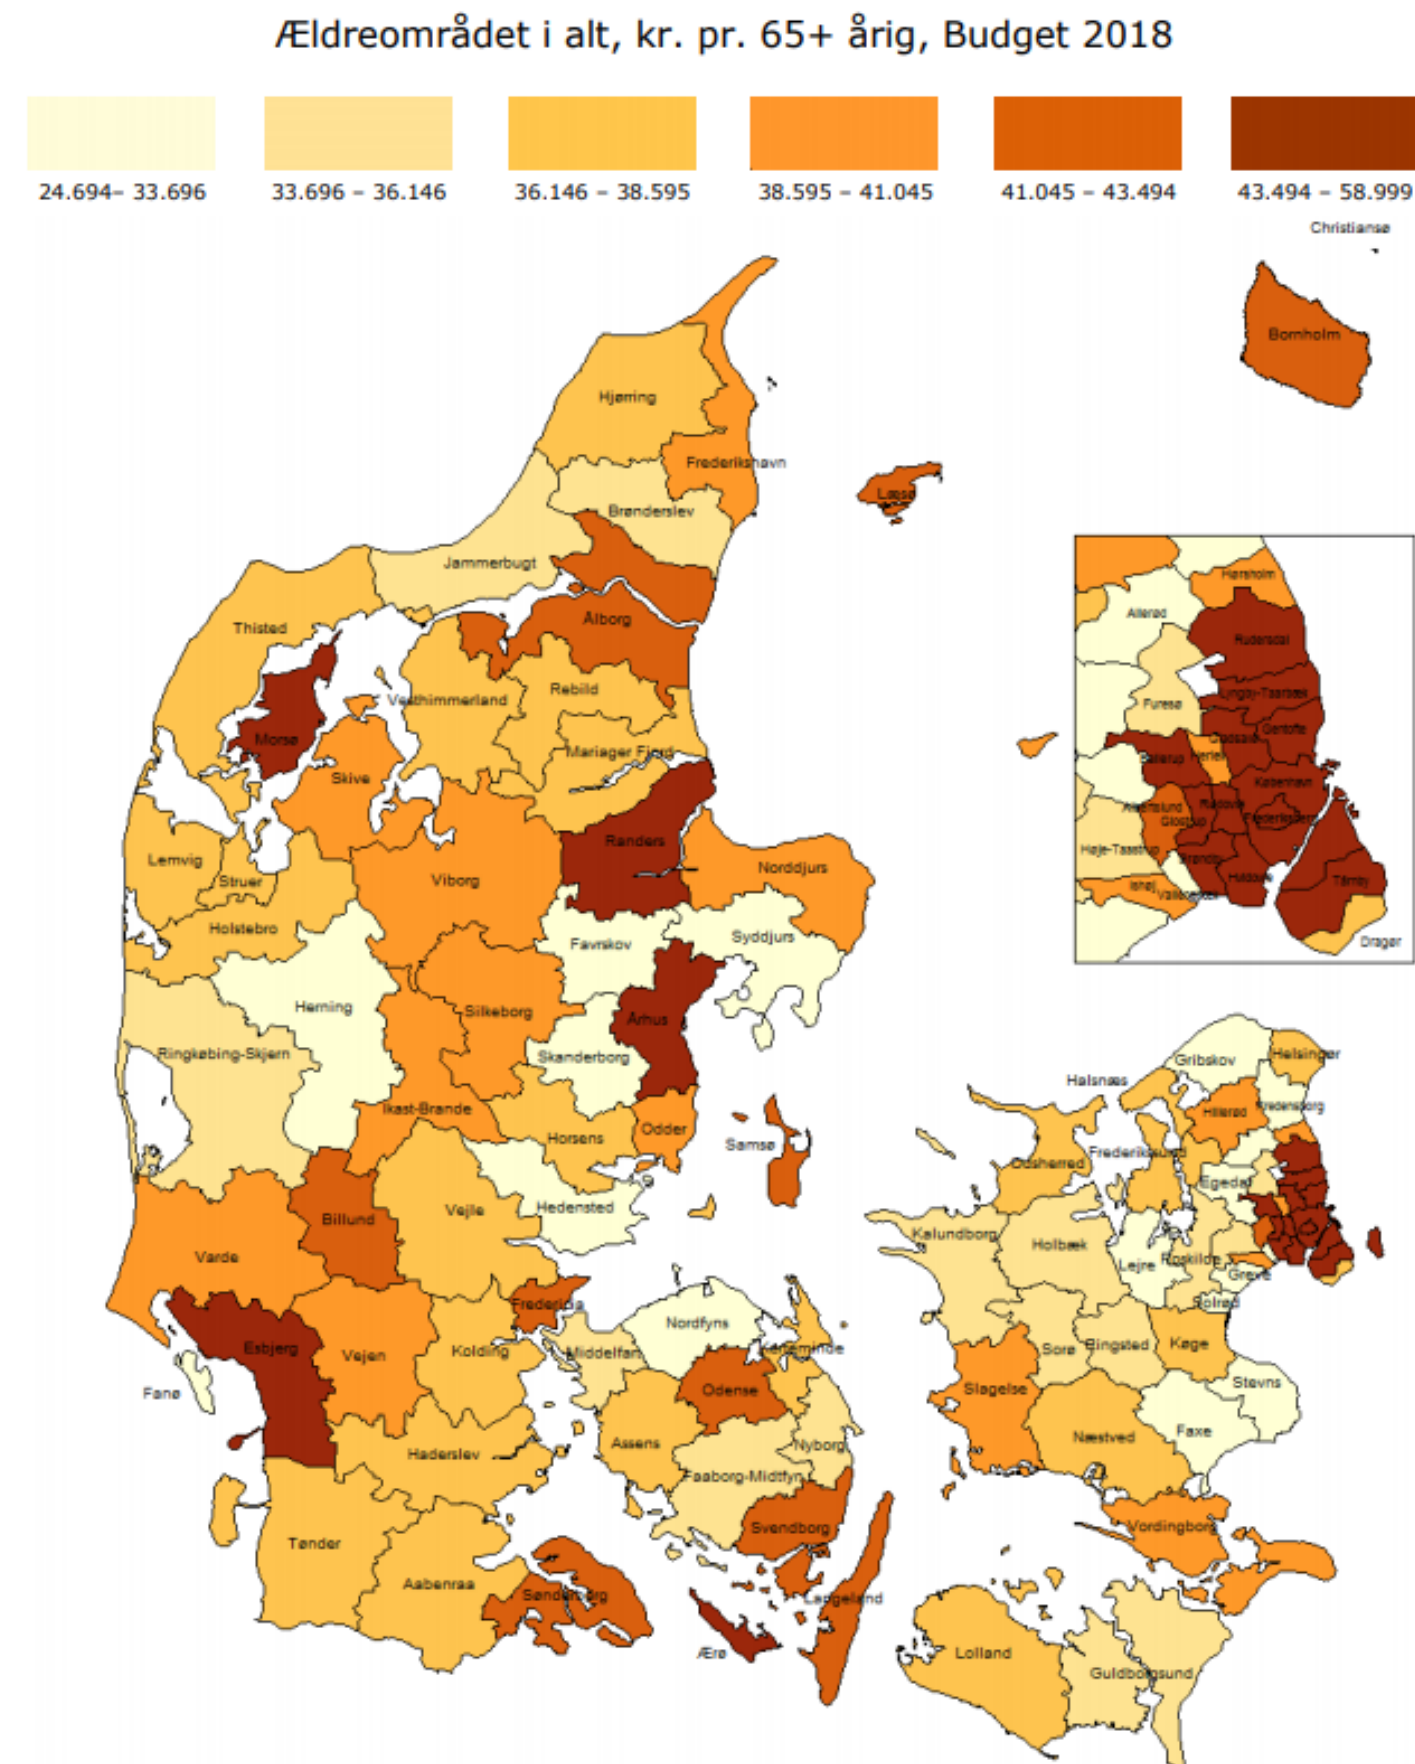 Ældreområdet i alt, kr. pr. 65+ årig, Budget 2018
24.694– 33.696
33.696 – 36.146
36.146 – 38.595
38.595 – 41.045
41.045 – 43.494
43.494 – 58.999
Christiansø
Bornholm
Hjørring
Frederikshavn
Læsø
Brønderslev
Jammerbugt
Ålborg
Thisted
Rebild
Vesthimmerland
Morsø
Mariager Fjord
Skive
Randers
Lemvig
Norddjurs
Struer
Viborg
Holstebro
Favrskov
Syddjurs
Herning
Silkeborg
Århus
Ringkøbing-Skjern
Skanderborg
Ikast-Brande
Horsens
Odder
Samsø
Hedensted
Vejle
Billund
Varde
Fredericia
Nordfyns
Esbjerg
Vejen
Kolding
Middelfart
Kerteminde
Fanø
Odense
Assens
Nyborg
Haderslev
Faaborg-Midtfyn
Svendborg
Tønder
Aabenraa
Sønderborg
Langeland
Ærø
Hørsholm
Allerød
Rudersdal
Lyngby-Taarbæk
Furesø
Gentofte
Gladsaxe
Ballerup
Herlev
København
Albertslund
Rødovre
Glostrup
Frederiksberg
Høje-Taastrup
Brøndby
Hvidovre
Tårnby
Ishøj
Vallensbæk
Dragør
Gribskov
Helsingør
Halsnæs
Hillerød
Fredensborg
Frederikssund
Odsherred
Egedal
Kalundborg
Holbæk
Lejre
Roskilde
Greve
Solrød
Sorø
Ringsted
Køge
Slagelse
Stevns
Næstved
Faxe
Vordingborg
Lolland
Guldborgsund